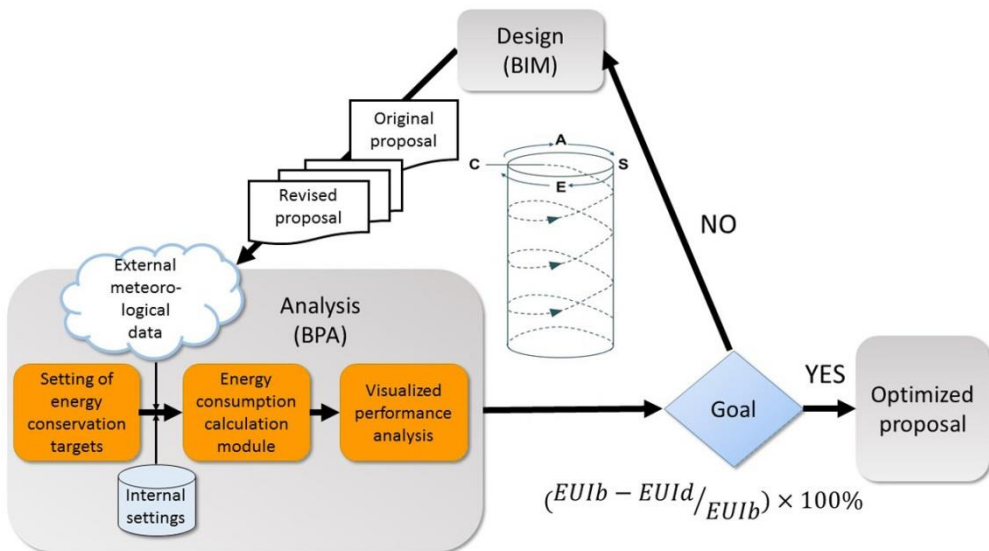 Design
(BIM)
Original
proposal
Revised
proposal
A
C
S
E
NO
External
meteoro-
logical
data
Analysis
(BPA)
Setting of
energy
conservation
targets
Energy
consumption
calculation
module
Visualized
performance
analysis
Internal
settings
Goal
YES
Optimized
proposal
(EUIb − EUId/EUIb) × 100%